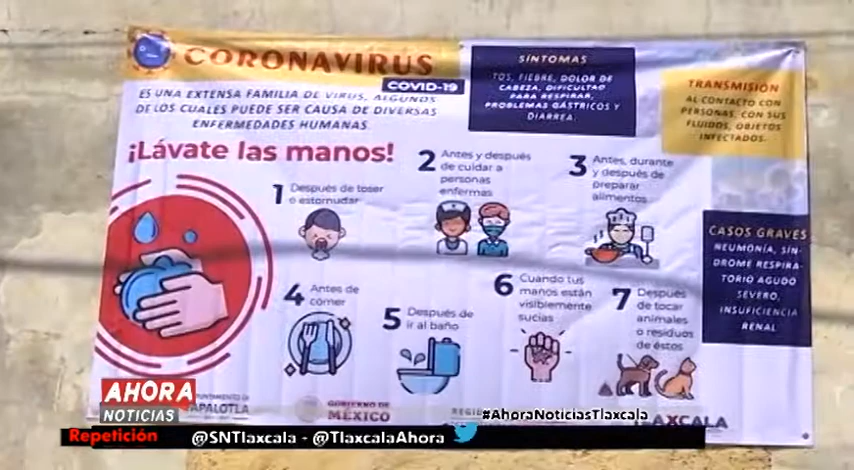 CORONAVIRUS
COVID-19
ES UNA EXTENSA FAMILIA DE VIRUS, ALGUNOS
DE LOS CUALES PUEDE SER CAUSA DE DIVERSAS
ENFERMEDADES HUMANAS.
SÍNTOMAS
TOS, FIEBRE, DOLOR DE
CABEZA, DIFICULTAD
PARA RESPIRAR,
PROBLEMAS GÁSTRICOS Y
DIARREA.
TRANSMISIÓN
AL CONTACTO CON
PERSONAS, CON SUS
FLUIDOS, OBJETOS
INFECTADOS.
¡Lávate las manos!
1 Después de toser
o estornudar
2 Antes y después
de cuidar a
personas
enfermas
3 Antes, durante
y después de
preparar
alimentos
CASOS GRAVES
NEUMONÍA, SÍN-
DROME RESPIRA-
TORIO AGUDO
SEVERO,
INSUFICIENCIA
RENAL
4 Antes de
comer
5 Después de
ir al baño
6 Cuando tus
manos están
visiblemente
sucias
7 Después
de tocar
animales
o residuos
de éstos
AHORA
NOTICIAS
PAPALOTLA
GOBIERNO DE
MÉXICO
#AhoraNoticiasTlaxcala
TLAXCALA
Repetición
@SNTlaxcala - @TlaxcalaAhora